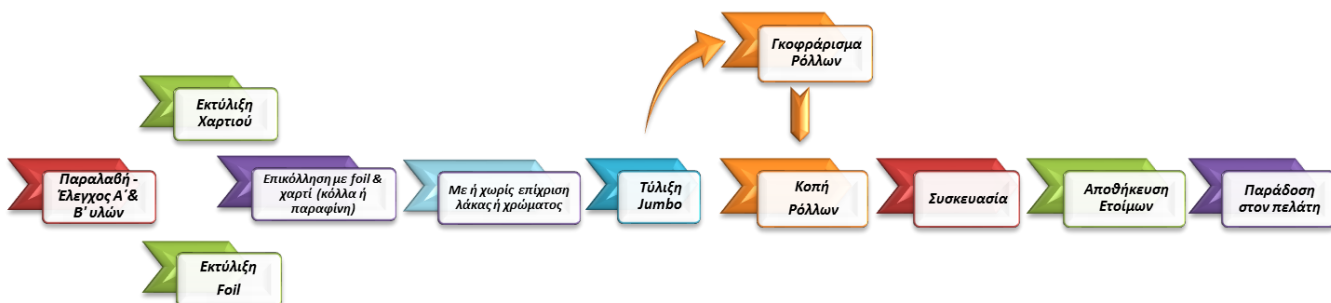 Παραλαβή -
Έλεγχος Α΄&
Β' υλών
Εκτύλιξη
Χαρτιού
Εκτύλιξη
Foil
Επικόλληση με foil &
χαρτί (κόλλα ή
παραφίνη)
Με ή χωρίς επίχριση
λάκας ή χρώματος
Τύλιξη
Jumbo
Γκοφράρισμα
Ρόλλων
Κοπή
Ρόλλων
Συσκευασία
Αποθήκευση
Ετοίμων
Παράδοση
στον πελάτη